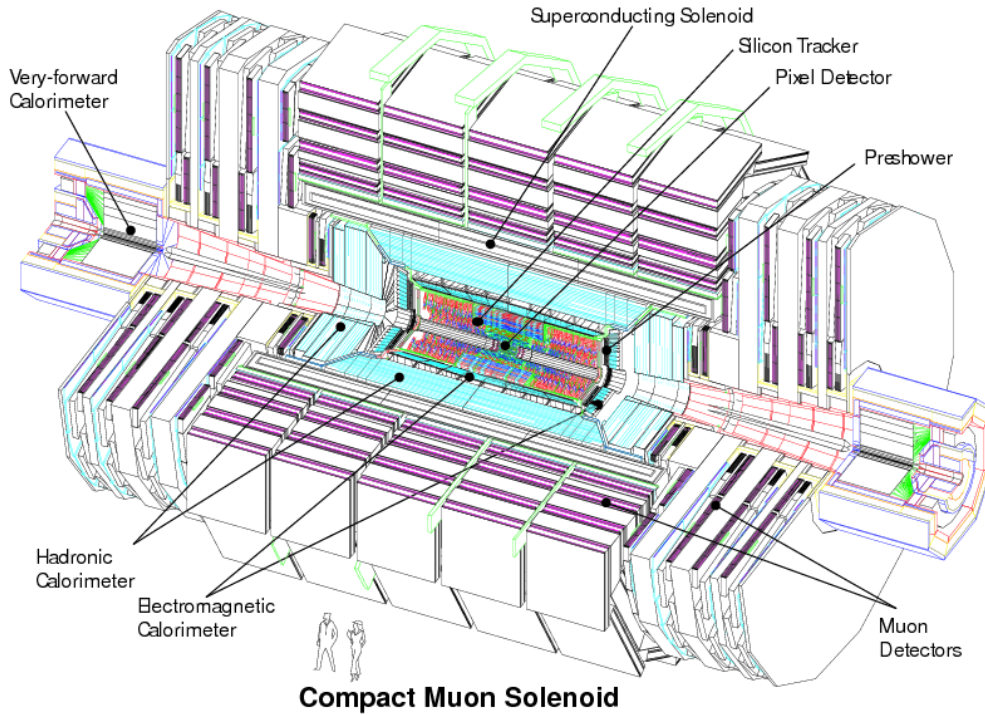 Superconducting Solenoid
Silicon Tracker
Pixel Detector
Very-forward
Calorimeter
Preshower
Hadronic
Calorimeter
Electromagnetic
Calorimeter
Muon
Detectors
Compact Muon Solenoid